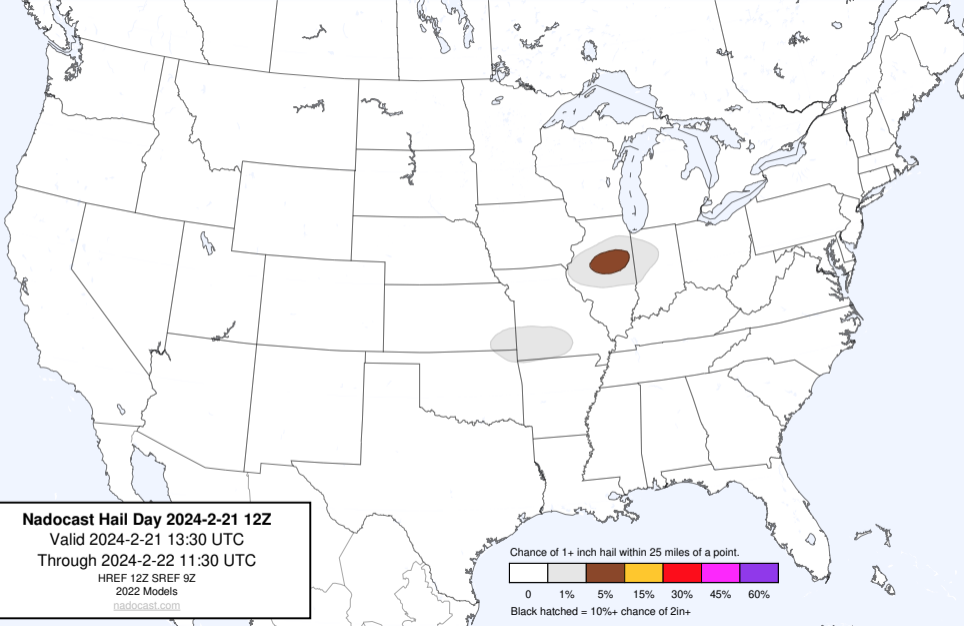 Nadocast Hail Day 2024-2-21 12Z
Valid 2024-2-21 13:30 UTC
Through 2024-2-22 11:30 UTC
HREF 12Z SREF 9Z
2022 Models
nadocast.com
Chance of 1+ inch hail within 25 miles of a point.
0 1% 5% 15% 30% 45% 60%
Black hatched = 10%+ chance of 2in+